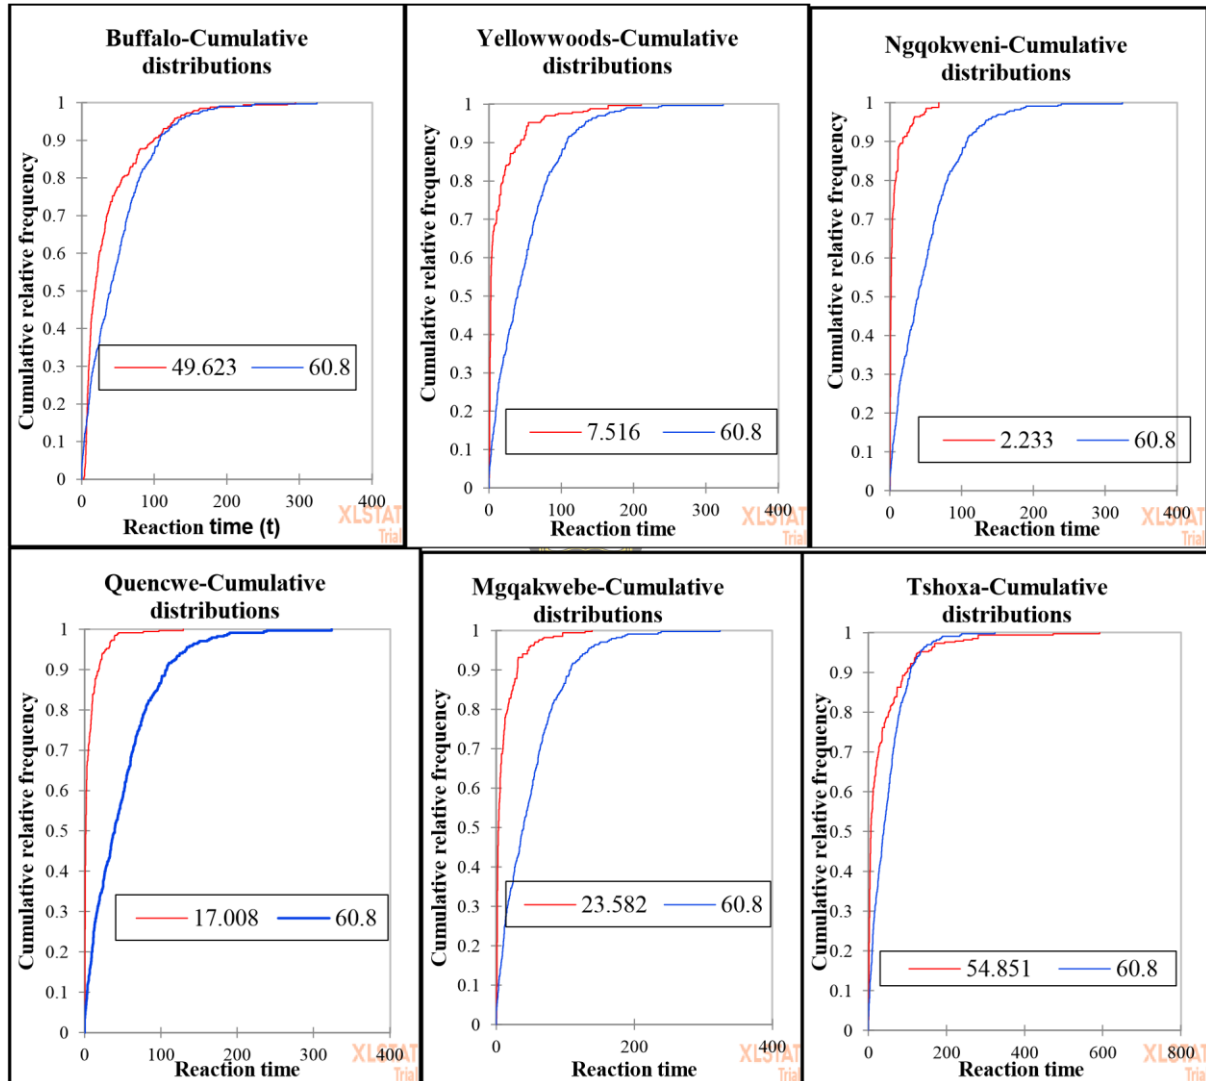 Buffalo-Cumulative
distributions
Cumulative relative frequency
1
0.9
0.8
0.7
0.6
0.5
0.4
0.3
0.2
0.1
0
49.623 60.8
0 100 200 300 400
Reaction time (t)
XLSTAT
Trial
Yellowwoods-Cumulative
distributions
Cumulative relative frequency
1
0.9
0.8
0.7
0.6
0.5
0.4
0.3
0.2
0.1
0
7.516 60.8
0 100 200 300 400
Reaction time
XLSTAT
Trial
Ngqokweni-Cumulative
distributions
Cumulative relative frequency
1
0.9
0.8
0.7
0.6
0.5
0.4
0.3
0.2
0.1
0
2.233 60.8
0 100 200 300 400
Reaction time
XLSTAT
Trial
Quencwe-Cumulative
distributions
Cumulative relative frequency
1
0.9
0.8
0.7
0.6
0.5
0.4
0.3
0.2
0.1
0
17.008 60.8
0 100 200 300 400
Reaction time
XLSTAT
Trial
Mgqakwebe-Cumulative
distributions
Cumulative relative frequency
1
0.9
0.8
0.7
0.6
0.5
0.4
0.3
0.2
0.1
0
23.582 60.8
0 200 400
Reaction time
XLSTAT
Trial
Tshoxa-Cumulative
distributions
Cumulative relative frequency
1
0.9
0.8
0.7
0.6
0.5
0.4
0.3
0.2
0.1
0
54.851 60.8
0 200 400 600 800
Reaction time
XLSTAT
Trial